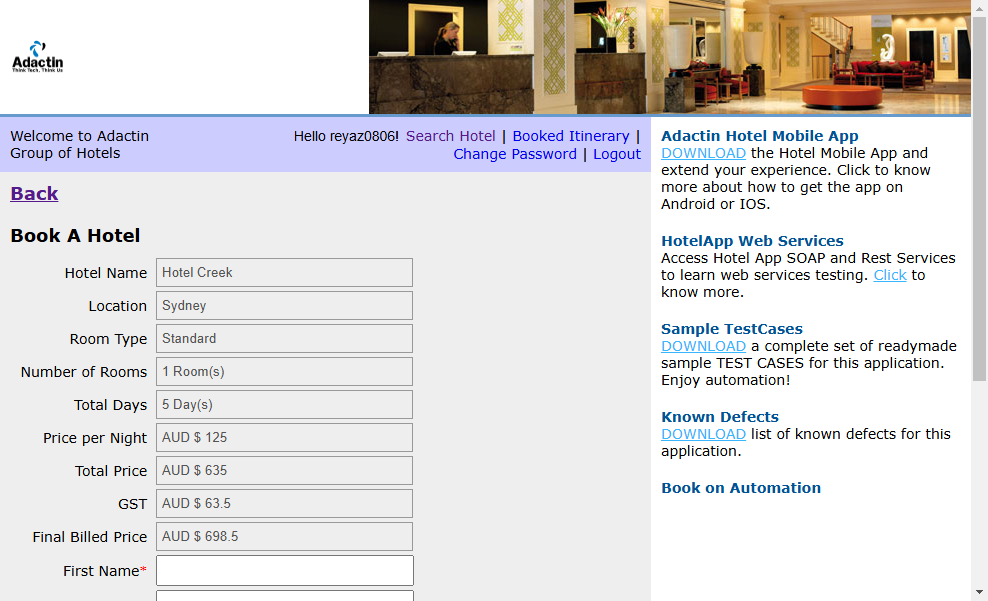 Adactin
Think Tech, Think Us
Welcome to Adactin
Group of Hotels
Hello reyaz0806! Search Hotel | Booked Itinerary |
Change Password | Logout
Back
Book A Hotel
Hotel Name Hotel Creek
Location Sydney
Room Type Standard
Number of Rooms 1 Room(s)
Total Days 5 Day(s)
Price per Night AUD $ 125
Total Price AUD $ 635
GST AUD $ 63.5
Final Billed Price AUD $ 698.5
First Name*
Adactin Hotel Mobile App
DOWNLOAD the Hotel Mobile App and
extend your experience. Click to know
more about how to get the app on
Android or IOS.
HotelApp Web Services
Access Hotel App SOAP and Rest Services
to learn web services testing. Click to
know more.
Sample TestCases
DOWNLOAD a complete set of readymade
sample TEST CASES for this application.
Enjoy automation!
Known Defects
DOWNLOAD list of known defects for this
application.
Book on Automation